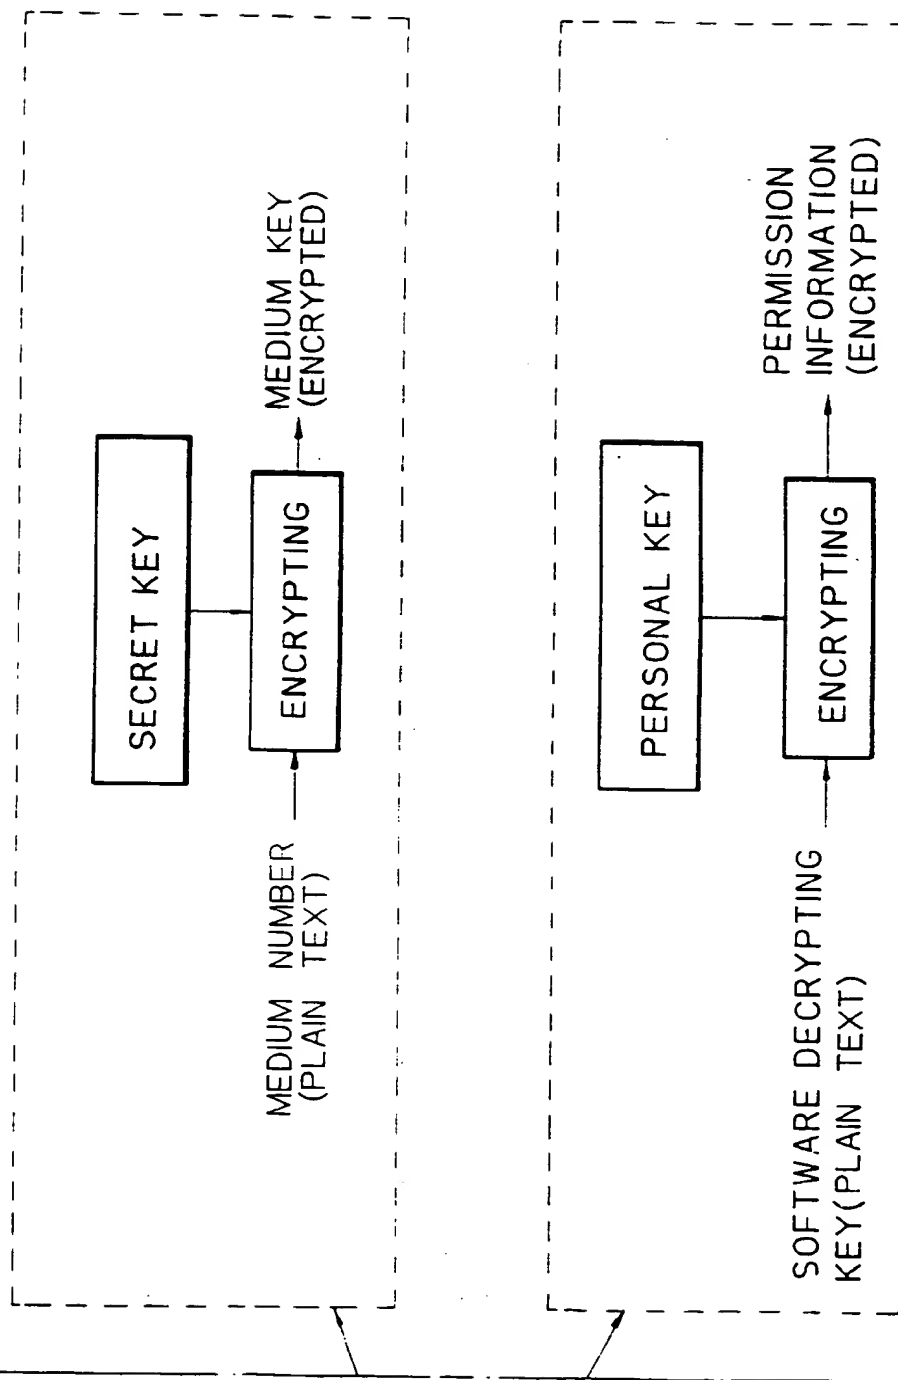 SECRET KEY
MEDIUM NUMBER
(PLAIN TEXT)
ENCRYPTING
MEDIUM KEY
(ENCRYPTED)
PERSONAL KEY
SOFTWARE DECRYPTING
KEY(PLAIN TEXT)
ENCRYPTING
PERMISSION
INFORMATION
(ENCRYPTED)